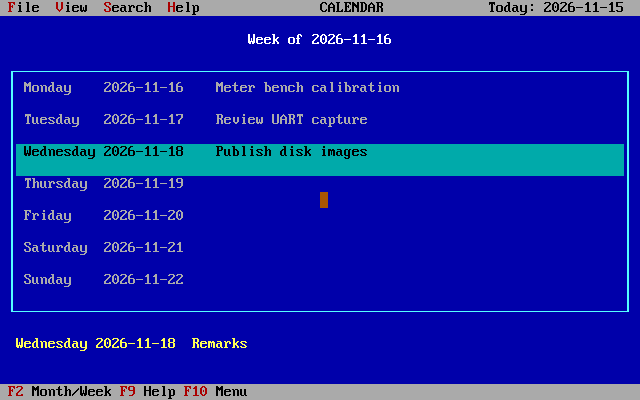 File View Search Help CALENDAR Today: 2026-11-15
Week of 2026-11-16
Monday 2026-11-16 Meter bench calibration
Tuesday 2026-11-17 Review UART capture
Wednesday 2026-11-18 Publish disk images
Thursday 2026-11-19
Friday 2026-11-20
Saturday 2026-11-21
Sunday 2026-11-22
Wednesday 2026-11-18 Remarks
F2 Month/Week F9 Help F10 Menu